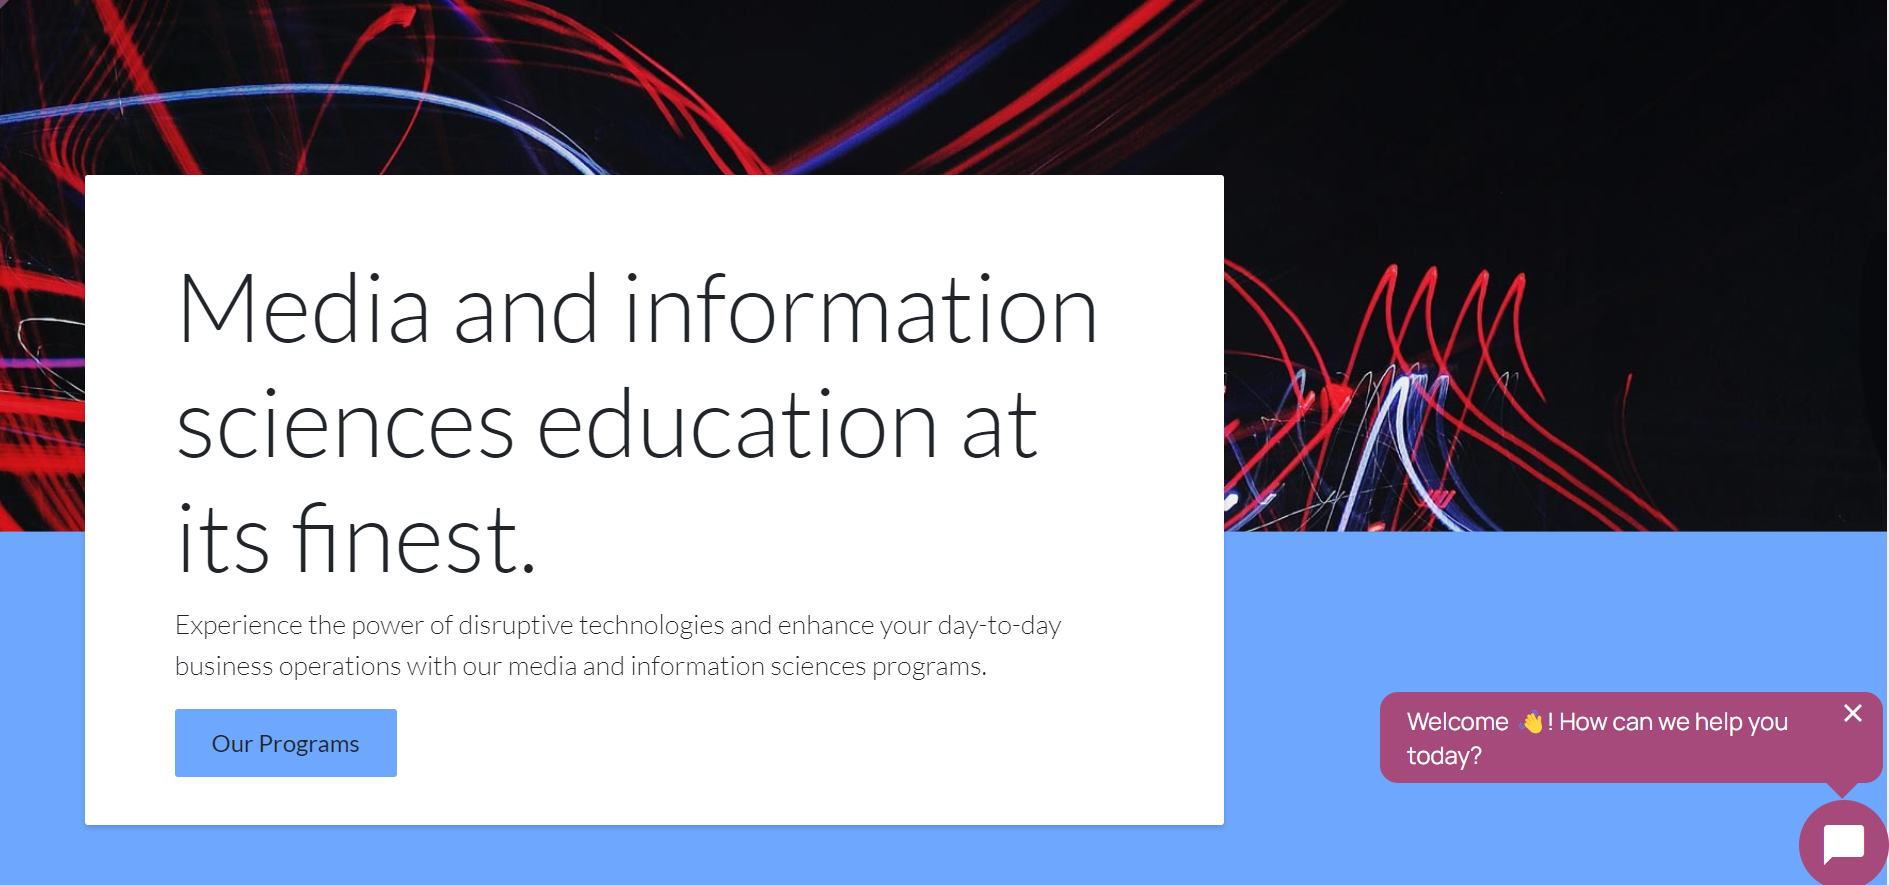 Media and information
sciences education at
its finest.
Experience the power of disruptive technologies and enhance your day-to-day
business operations with our media and information sciences programs.
Our Programs
Welcome 👋! How can we help you
today?